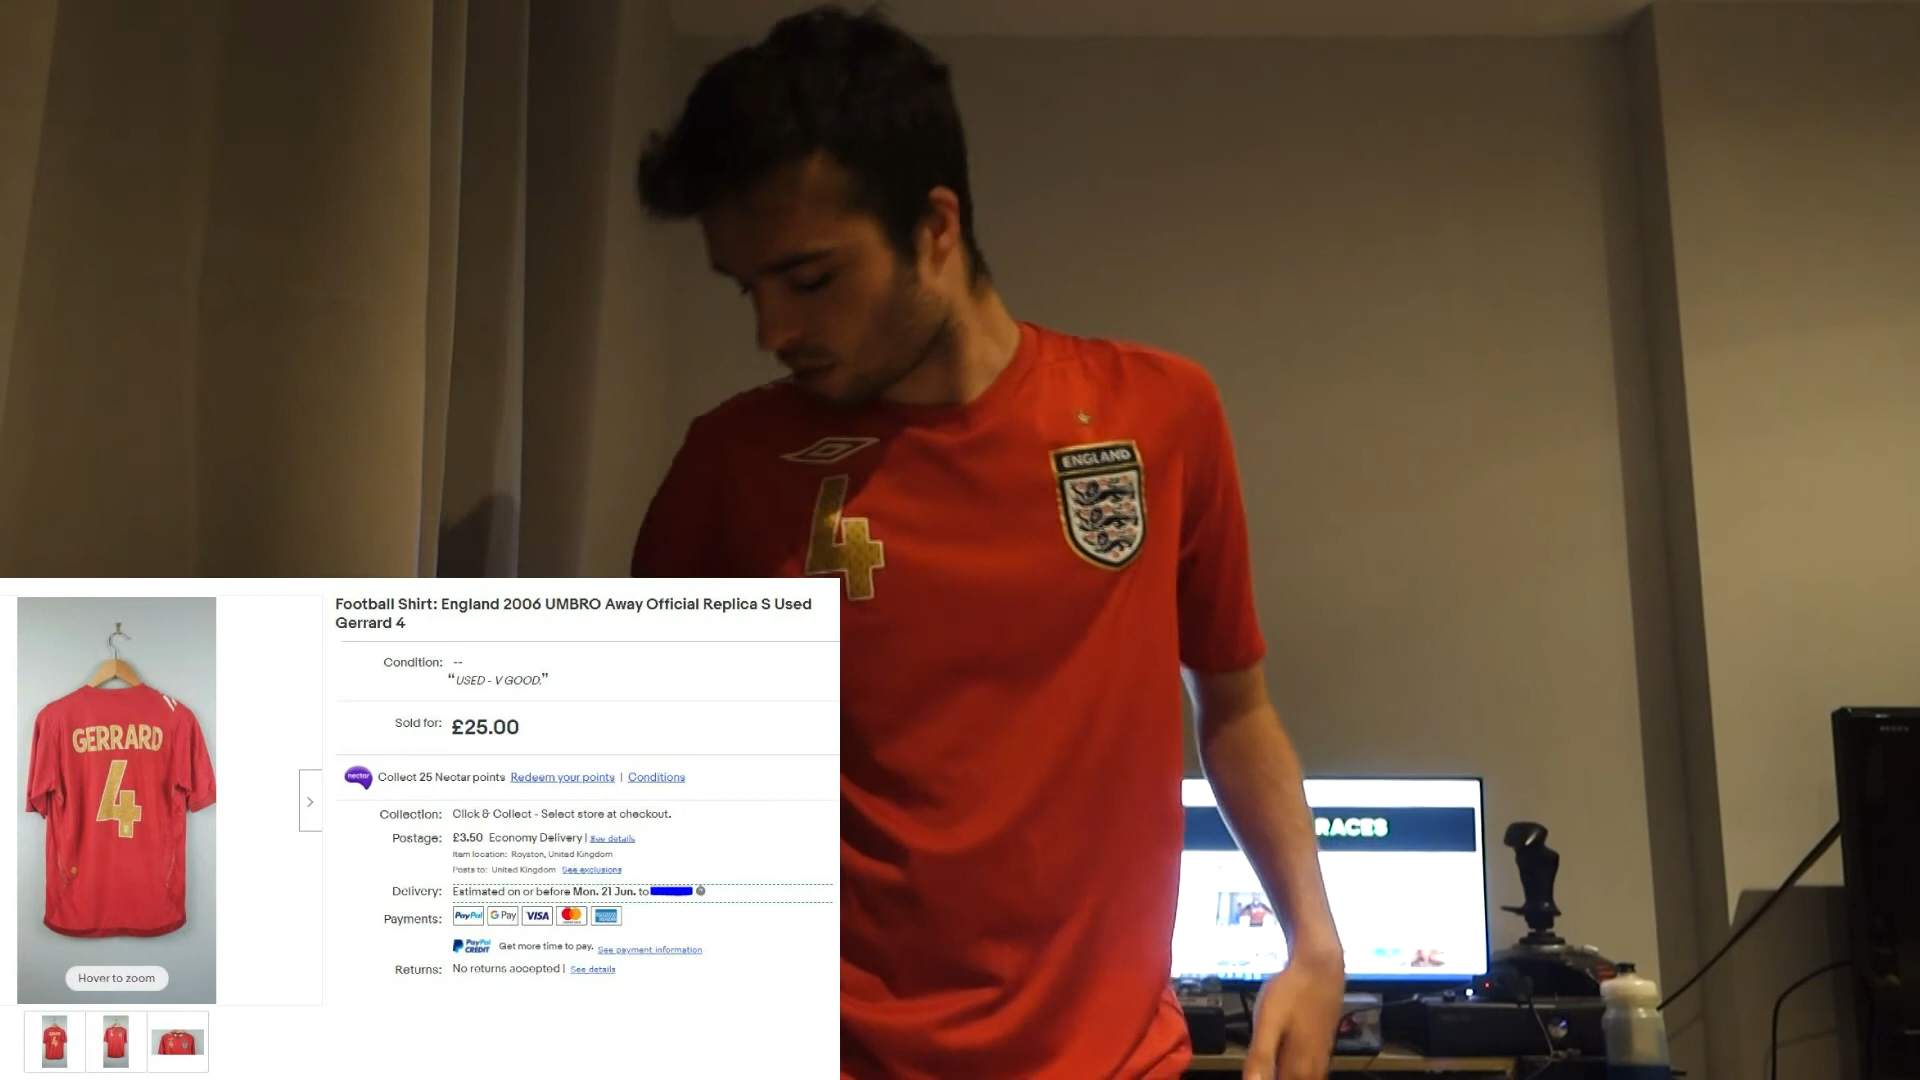 ENGLAND
4
RACES
Football Shirt: England 2006 UMBRO Away Official Replica S Used
Gerrard 4
Condition: --
“USED - V GOOD.”
Sold for: £25.00
nectar Collect 25 Nectar points Redeem your points | Conditions
Collection: Click & Collect - Select store at checkout.
Postage: £3.50 Economy Delivery | See details
Item location: Royston, United Kingdom
Posts to: United Kingdom See exclusions
Delivery: Estimated on or before Mon. 21 Jun. to
Payments: PayPal G Pay VISA
PayPal CREDIT Get more time to pay. See payment information
Returns: No returns accepted | See details
GERRARD
4
Hover to zoom